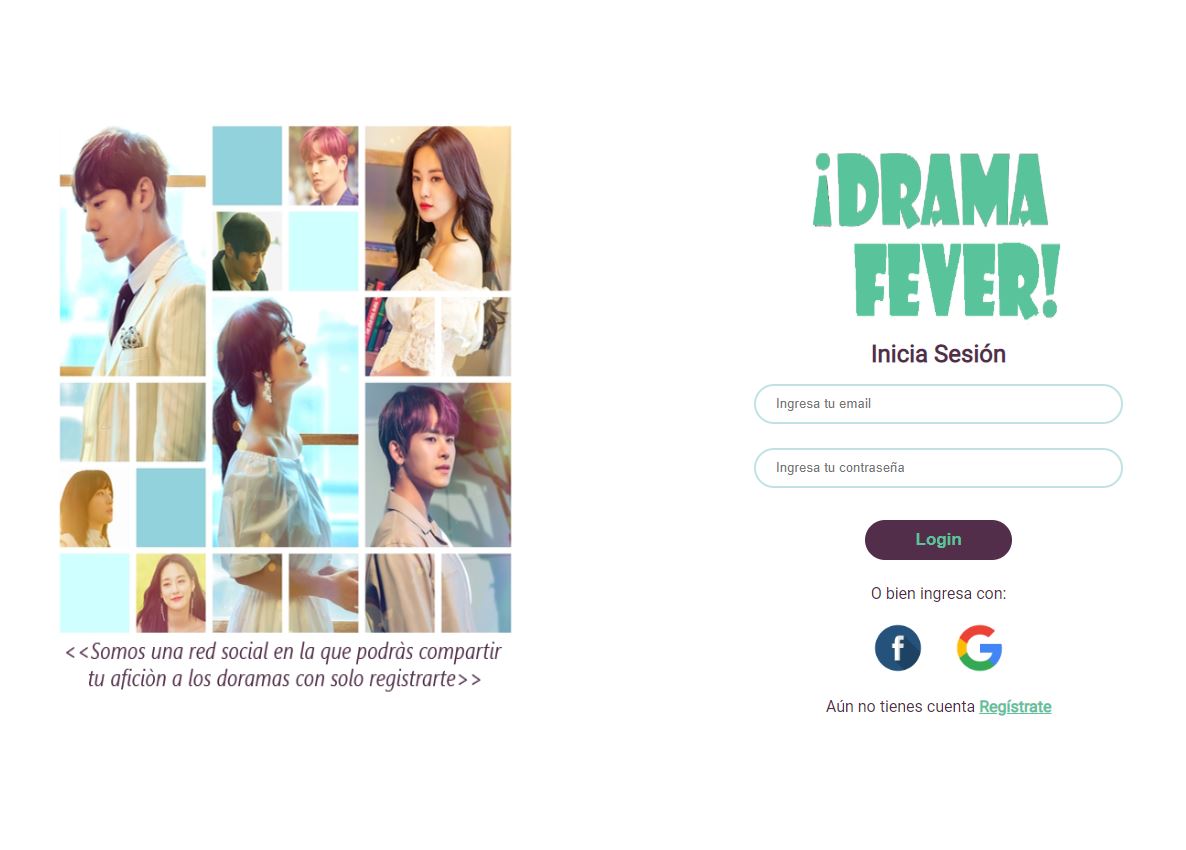 <<Somos una red social en la que podràs compartir
tu aficiòn a los doramas con solo registrarte>>
¡DRAMA
FEVER!
Inicia Sesión
Ingresa tu email
Ingresa tu contraseña
Login
O bien ingresa con:
f
G
Aún no tienes cuenta Regístrate